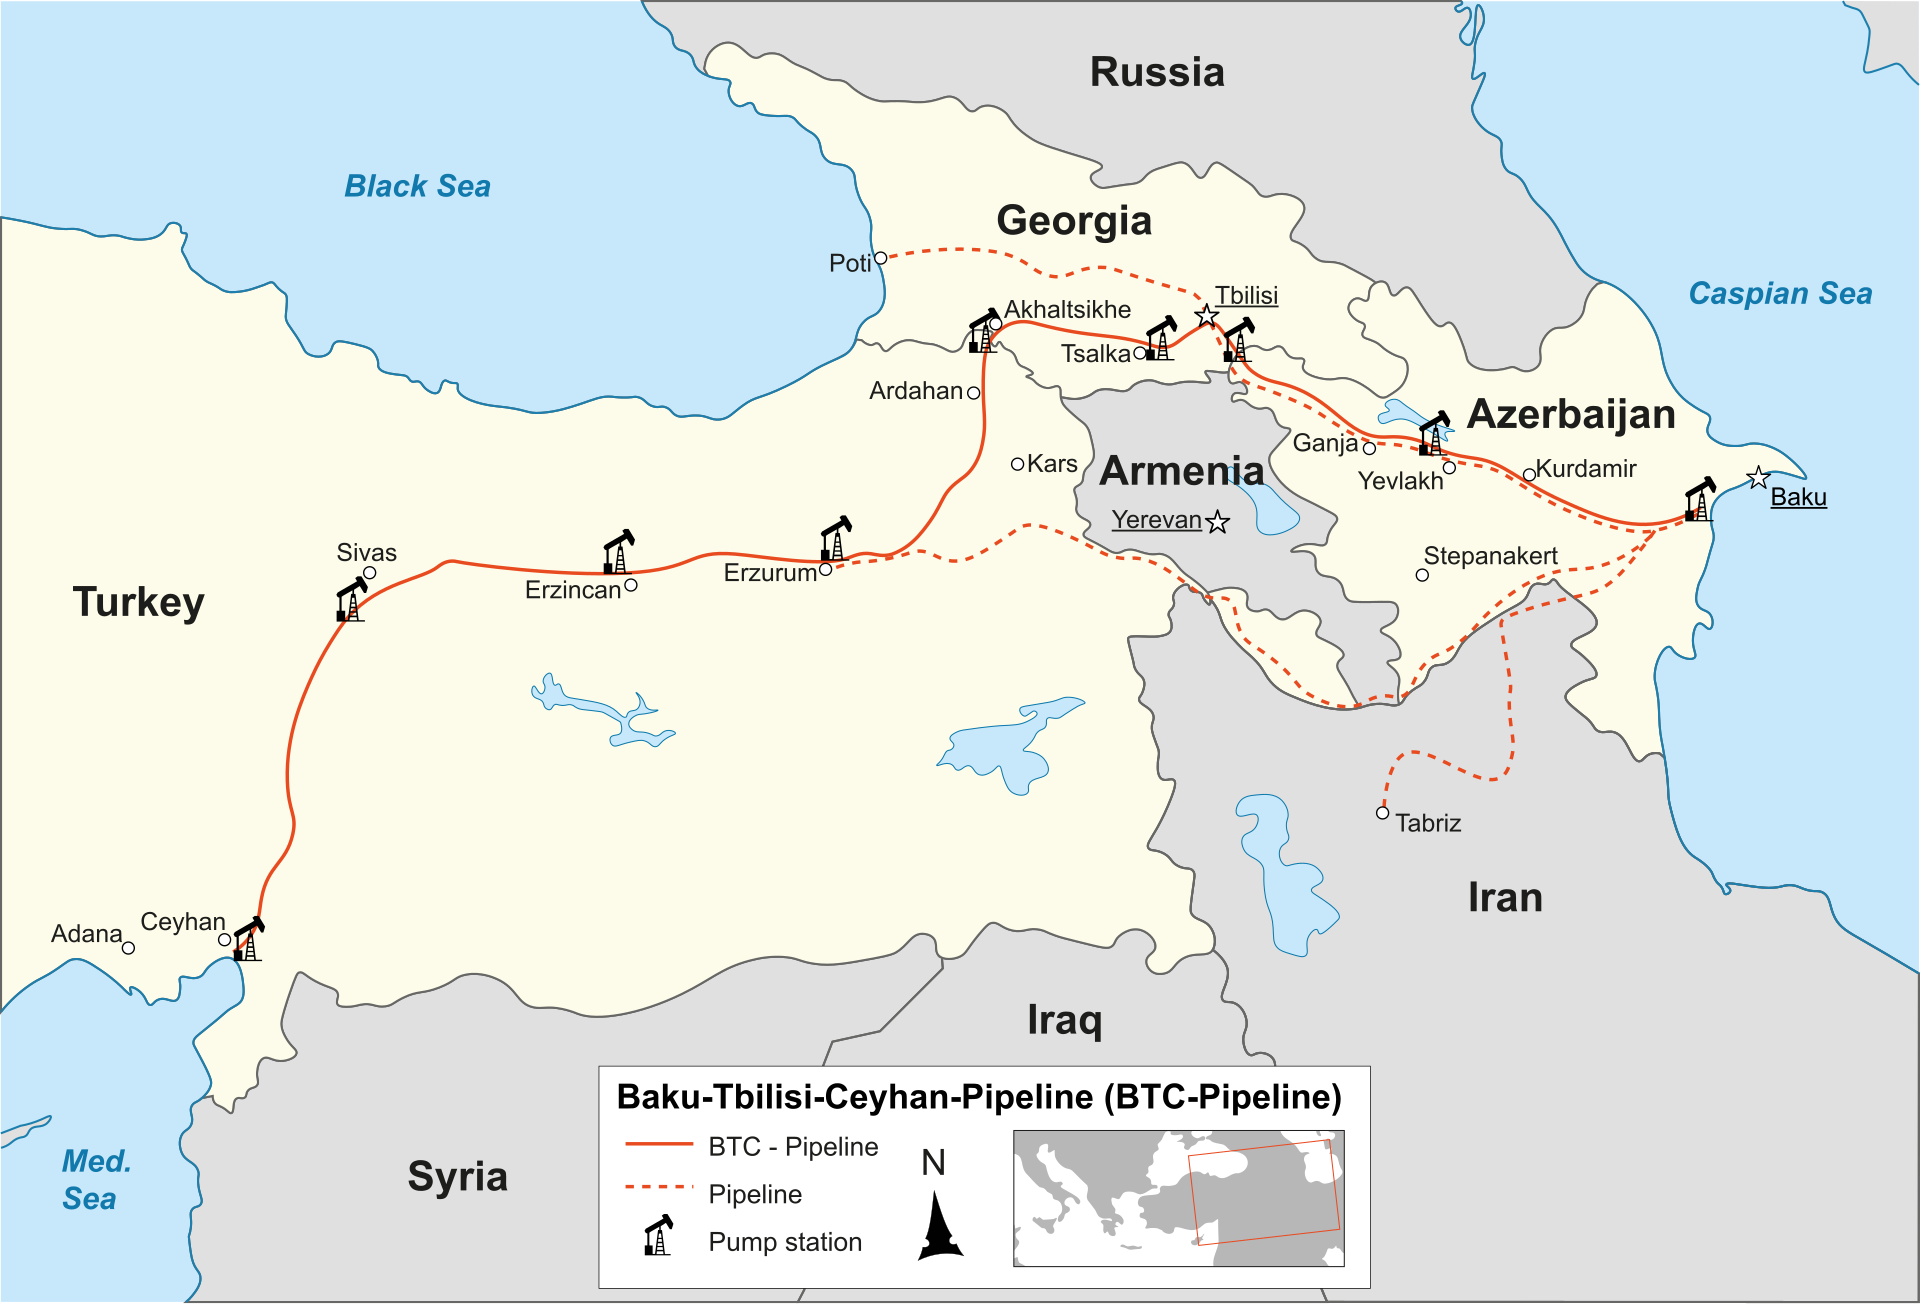 Russia
Black Sea
Georgia
Poti
Tbilisi
Caspian Sea
Akhaltsikhe
Tsalka
Ardahan
Azerbaijan
Ganja
Kars
Armenia
Yevlakh
Kurdamir
Baku
Yerevan
Sivas
Stepanakert
Erzurum
Erzincan
Turkey
Tabriz
Iran
Ceyhan
Adana
Iraq
Baku-Tbilisi-Ceyhan-Pipeline (BTC-Pipeline)
BTC - Pipeline
N
Pipeline
Pump station
Med.
Sea
Syria